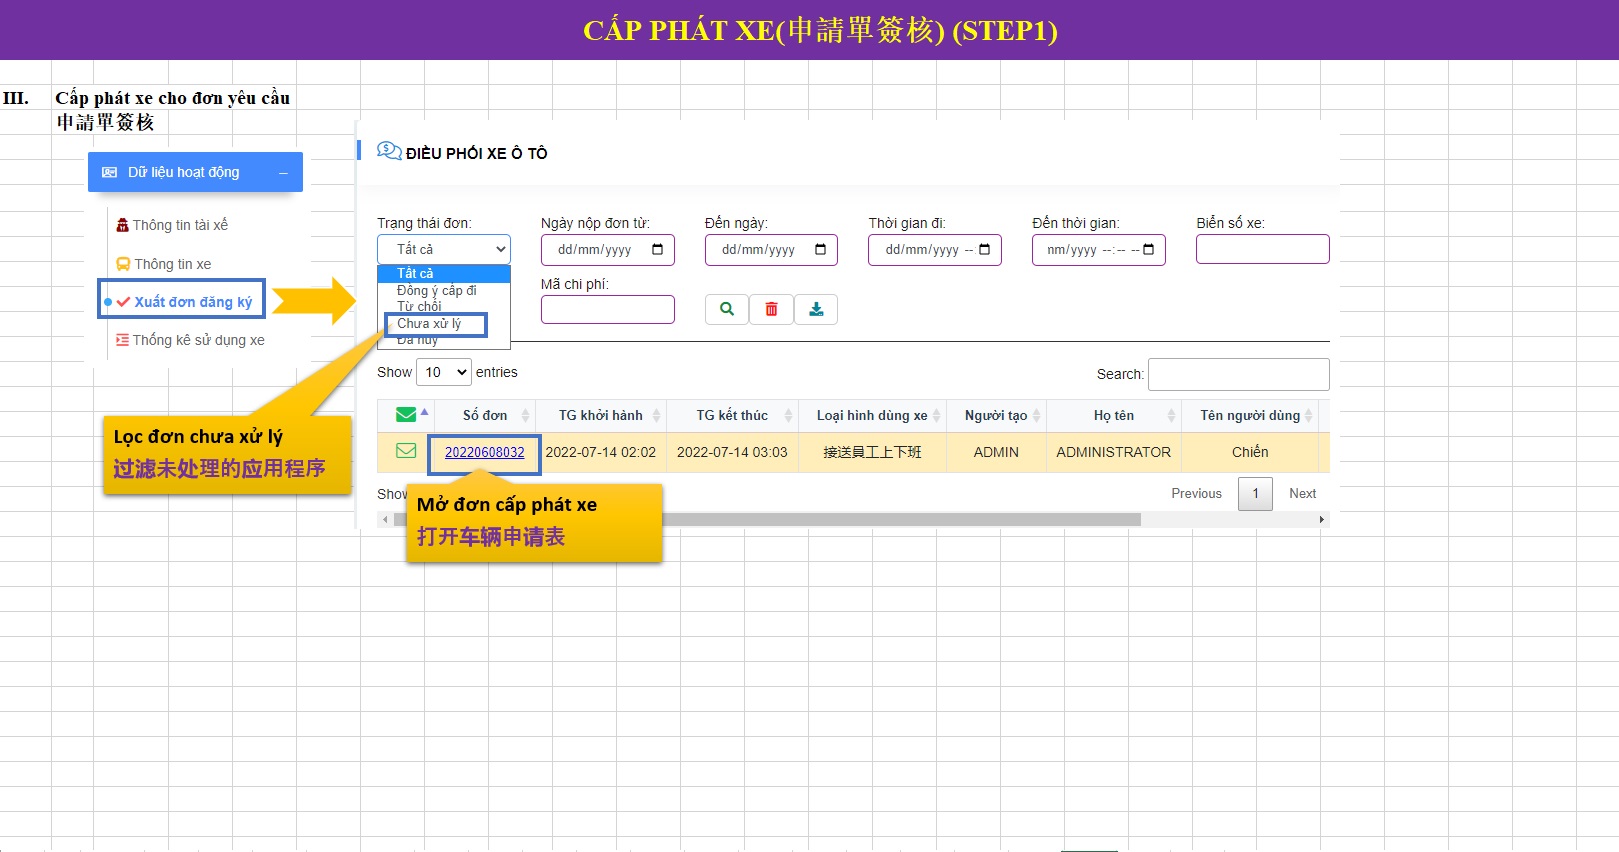 CẤP PHÁT XE(申請單簽核) (STEP1)
III. Cấp phát xe cho đơn yêu cầu
申請單簽核
Dữ liệu hoạt động
Thông tin tài xế
Thông tin xe
Xuất đơn đăng ký
Thống kê sử dụng xe
ĐIỀU PHỐI XE Ô TÔ
Trạng thái đơn: Ngày nộp đơn từ: Đến ngày: Thời gian đi: Đến thời gian: Biển số xe:
Tất cả dd/mm/yyyy dd/mm/yyyy dd/mm/yyyy --: nm/yyyy --:-- --
Tất cả
Đồng ý cấp đi
Từ chối
Chưa xử lý
Đã hủy
Mã chi phí:
Show 10 entries Search:
Số đơn TG khởi hành TG kết thúc Loại hình dùng xe Người tạo Họ tên Tên người dùng
20220608032 2022-07-14 02:02 2022-07-14 03:03 接送員工上下班 ADMIN ADMINISTRATOR Chiến
Show Previous 1 Next
Lọc đơn chưa xử lý
过滤未处理的应用程序
Mở đơn cấp phát xe
打开车辆申请表